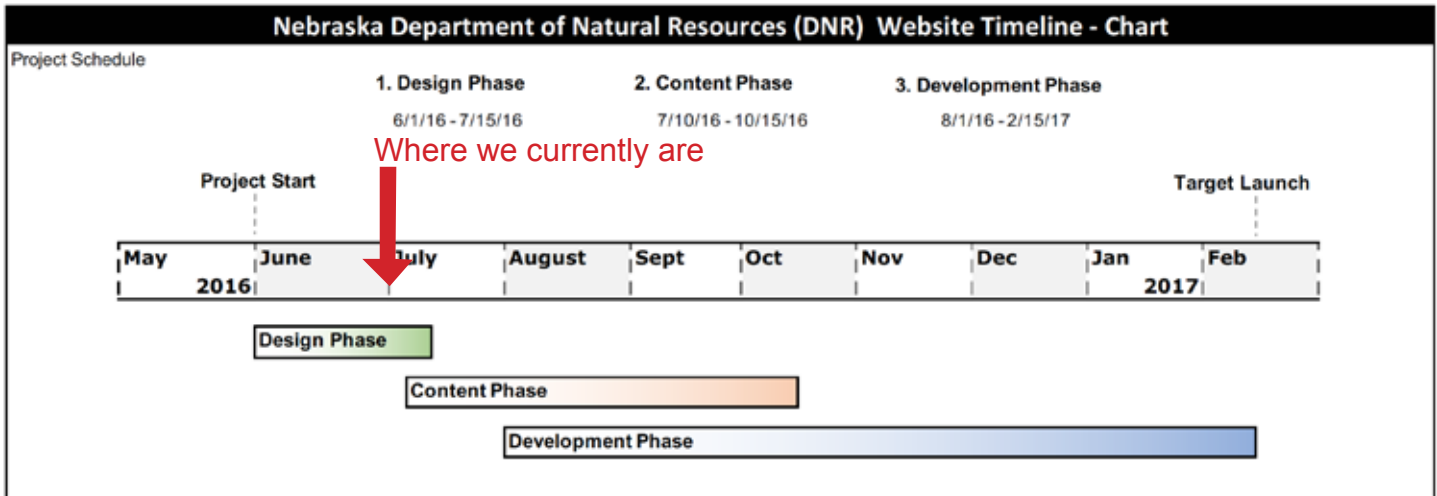 Nebraska Department of Natural Resources (DNR) Website Timeline - Chart
Project Schedule
1. Design Phase 2. Content Phase 3. Development Phase
6/1/16 - 7/15/16 7/10/16 - 10/15/16 8/1/16 - 2/15/17
Where we currently are
Project Start Target Launch
May June July August Sept Oct Nov Dec Jan Feb
2016 2017
Design Phase
Content Phase
Development Phase